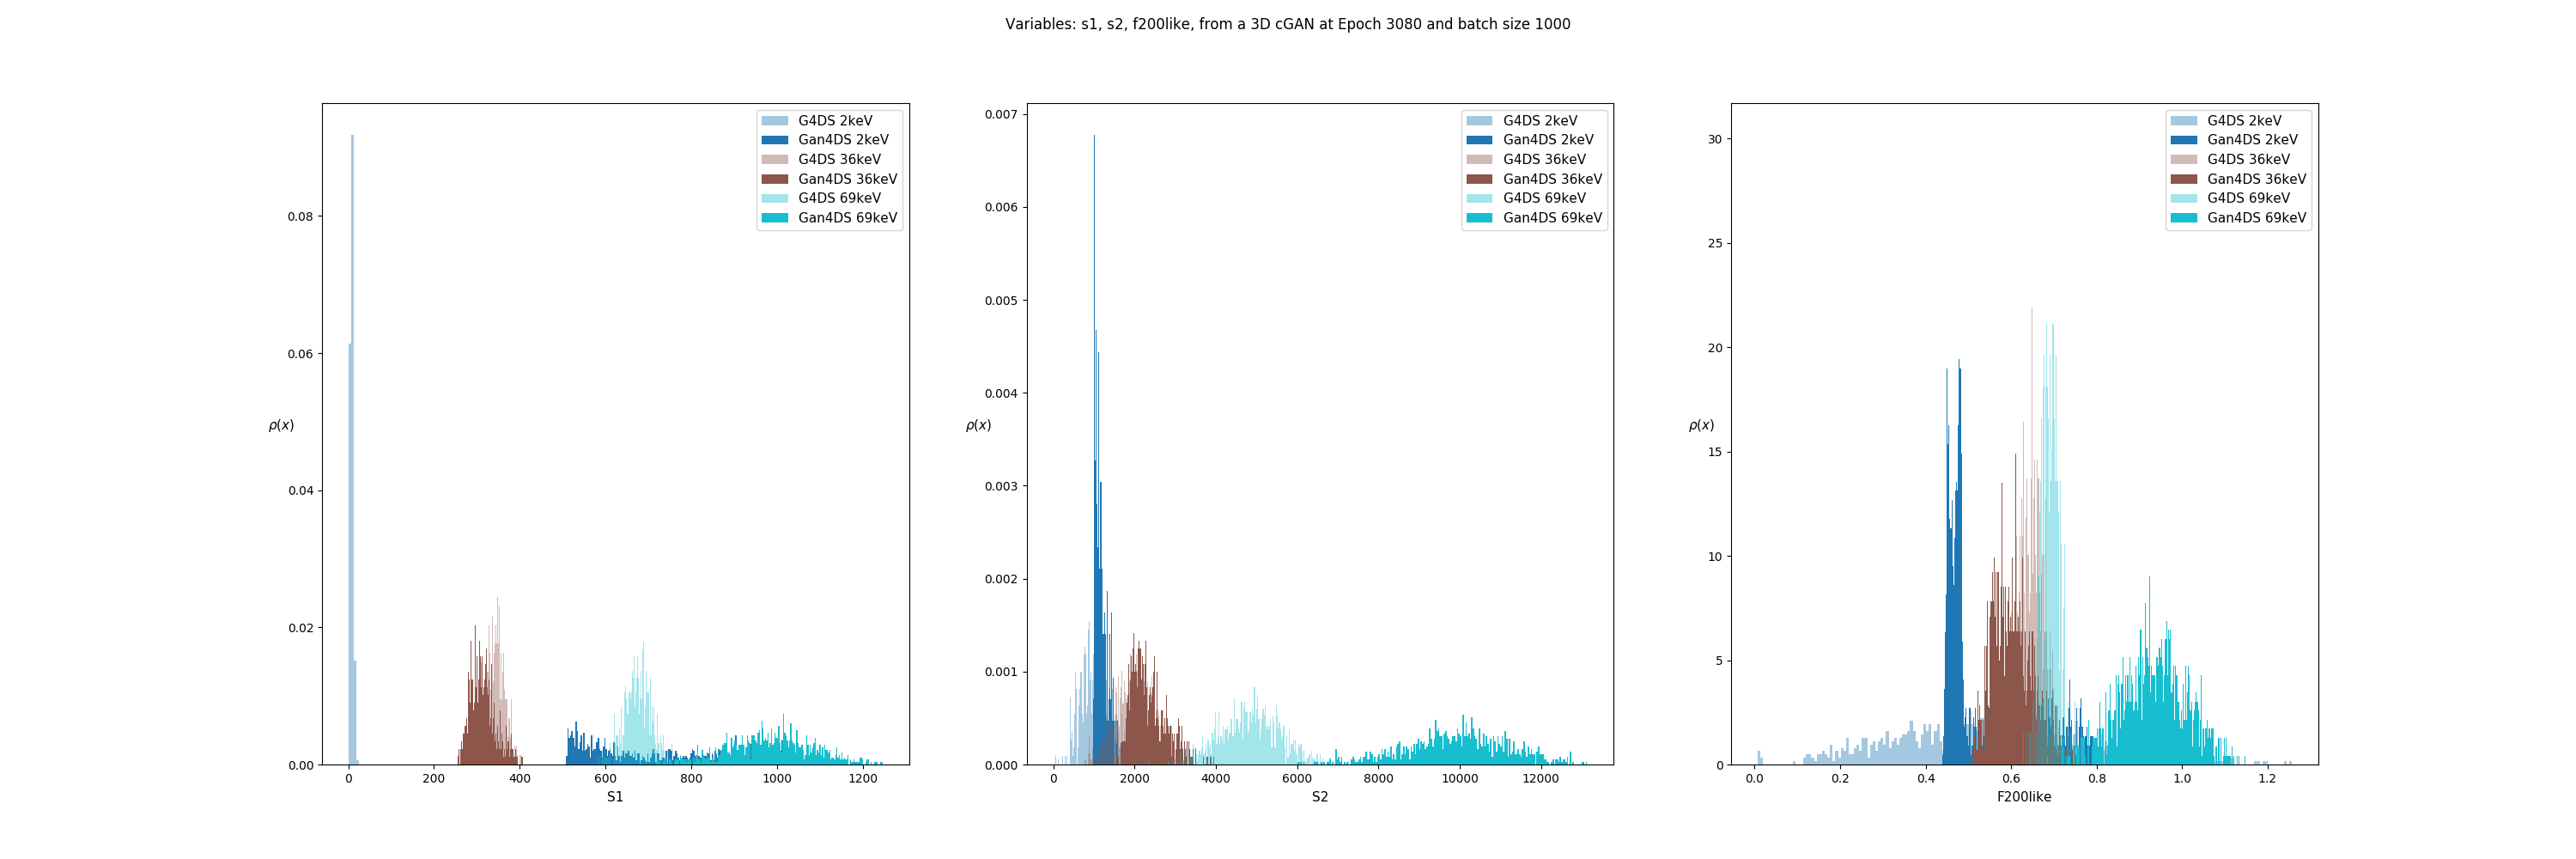 Variables: s1, s2, f200like, from a 3D cGAN at Epoch 3080 and batch size 1000
G4DS 2keV
Gan4DS 2keV
G4DS 36keV
Gan4DS 36keV
G4DS 69keV
Gan4DS 69keV
0.08
0.06
ρ(x)
0.04
0.02
0.00
0 200 400 600 800 1000 1200
S1
G4DS 2keV
Gan4DS 2keV
G4DS 36keV
Gan4DS 36keV
G4DS 69keV
Gan4DS 69keV
0.007
0.006
0.005
0.004
ρ(x)
0.003
0.002
0.001
0.000
0 2000 4000 6000 8000 10000 12000
S2
G4DS 2keV
Gan4DS 2keV
G4DS 36keV
Gan4DS 36keV
G4DS 69keV
Gan4DS 69keV
30
25
20
ρ(x)
15
10
5
0
0.0 0.2 0.4 0.6 0.8 1.0 1.2
F200like